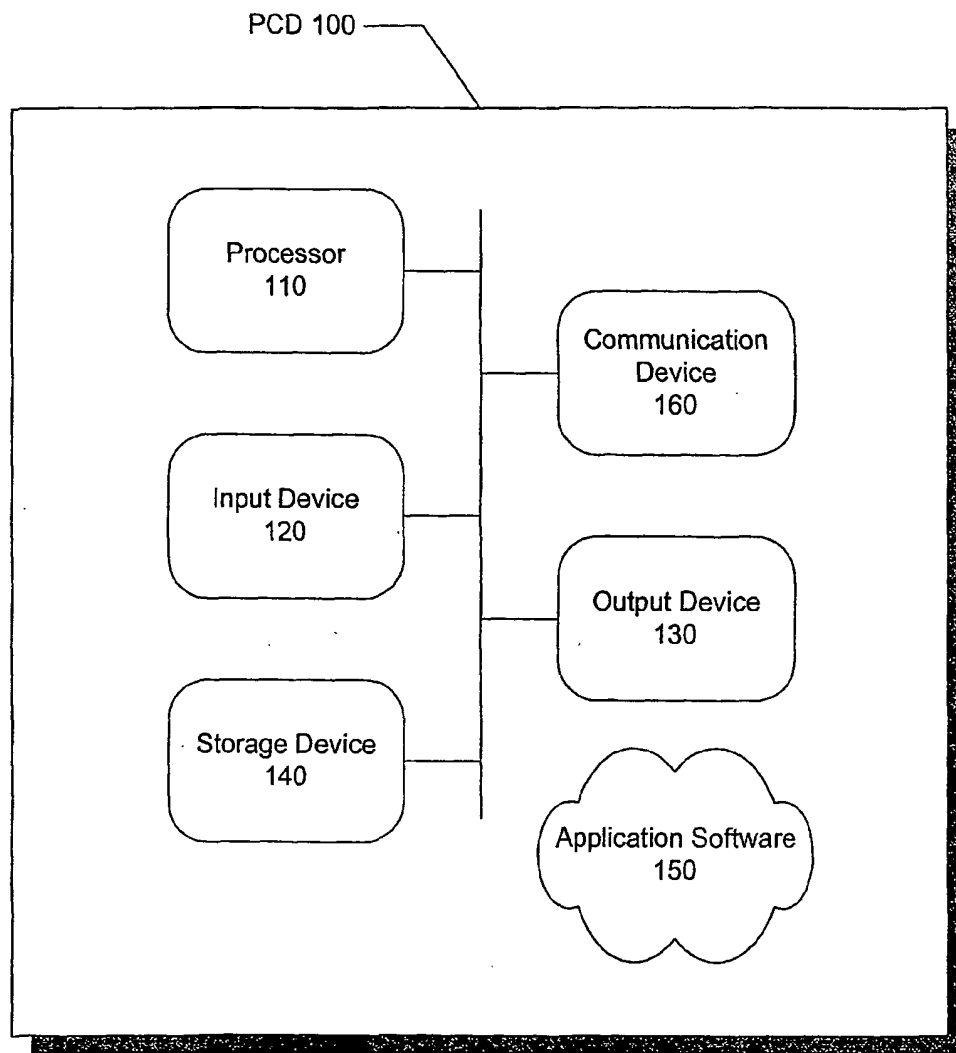 PCD 100
Processor
110
Communication
Device
160
Input Device
120
Output Device
130
Storage Device
140
Application Software
150